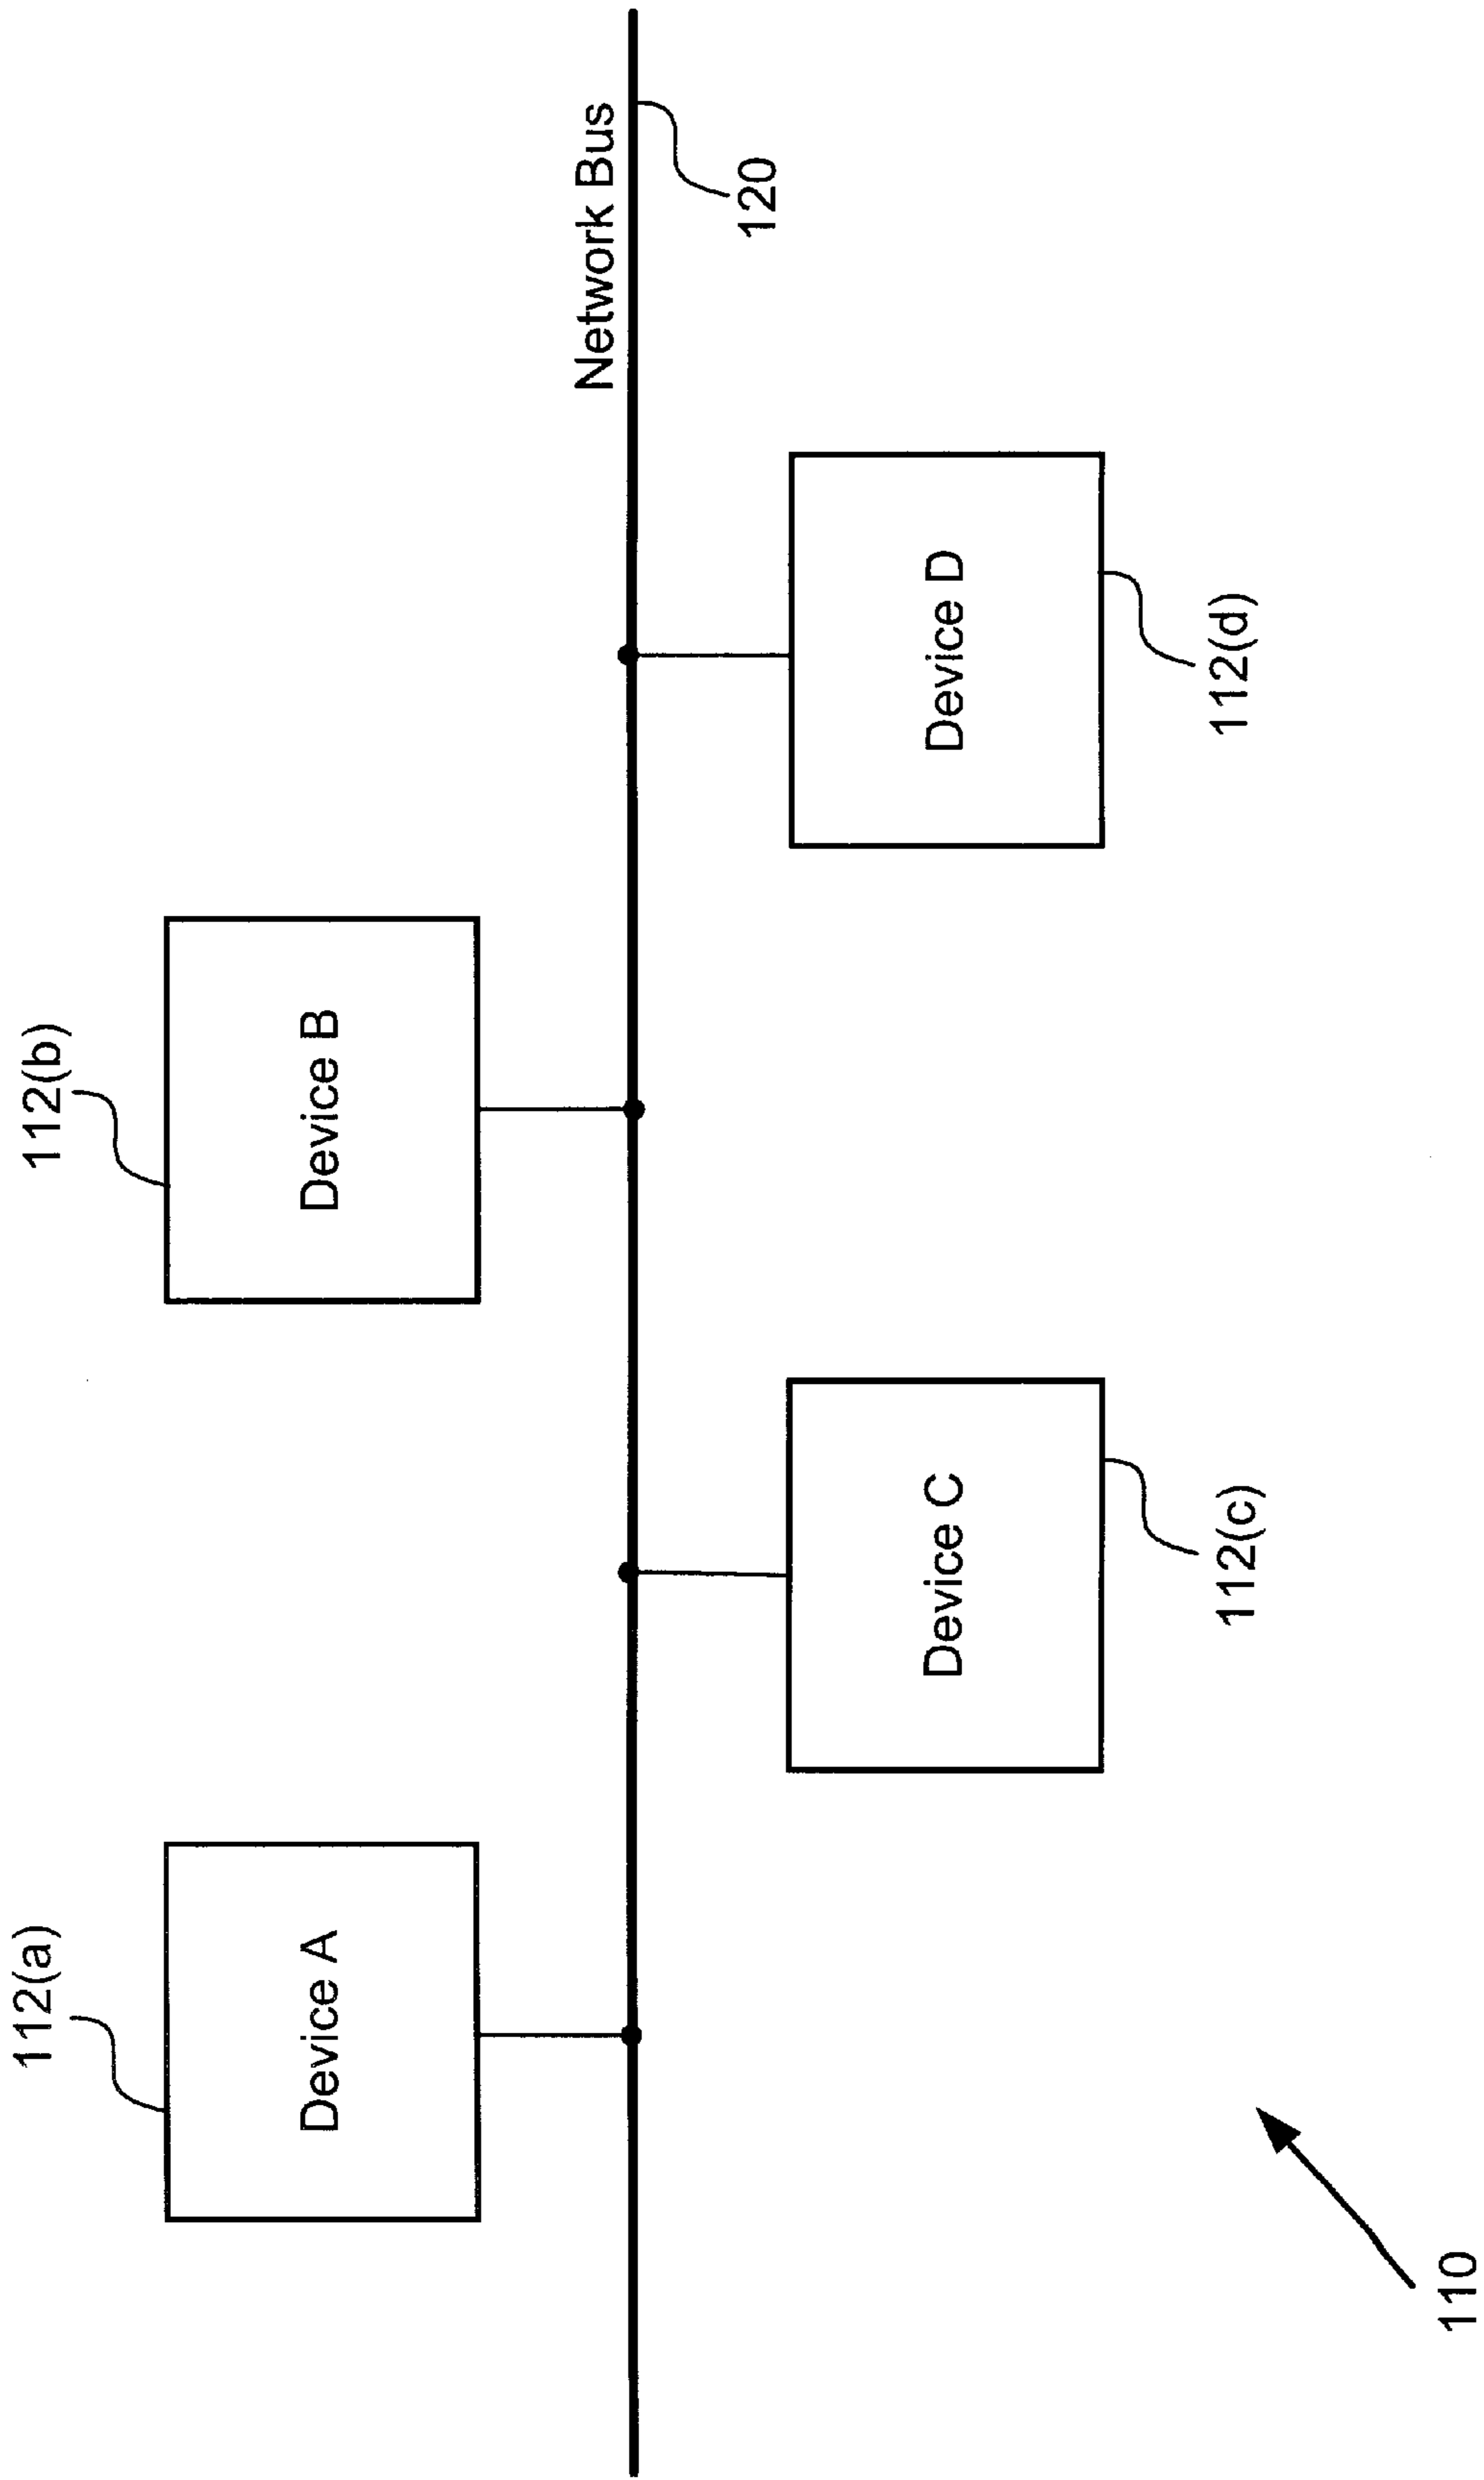 112(a)
112(b)
Device A
Device B
Network Bus
120
Device C
Device D
112(c)
112(d)
110